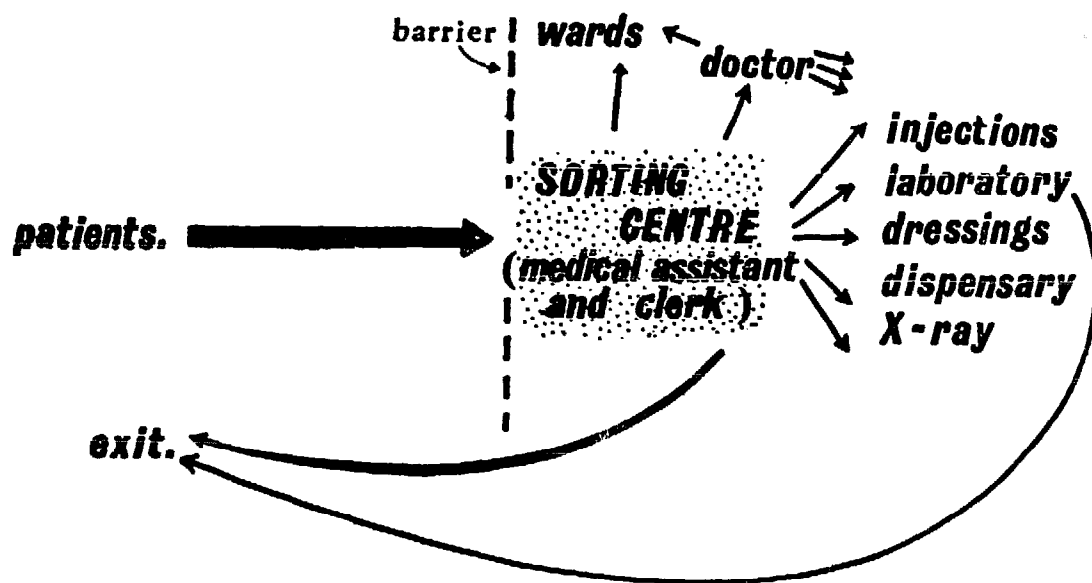 barrier
wards
doctor
injections
SORTING
laboratory
patients.
CENTRE
dressings
(medical assistant
dispensary
and clerk)
X-ray
exit.